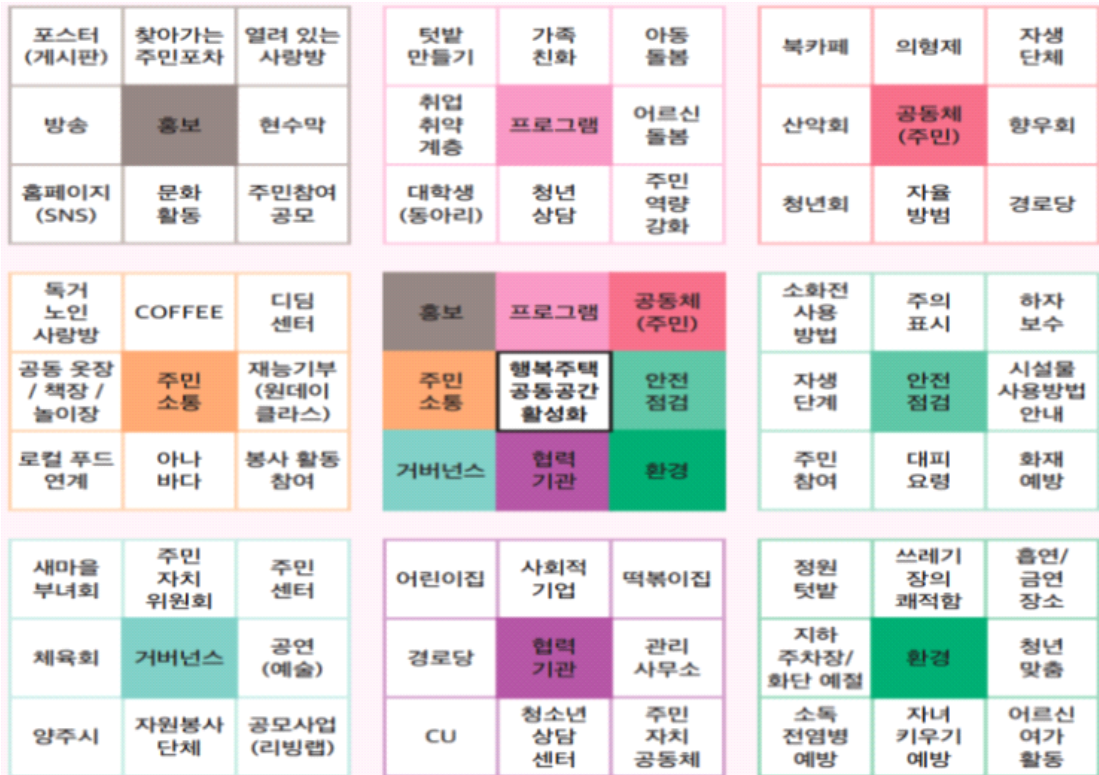 포스터
(게시판)
찾아가는
주민포차
열려 있는
사랑방
방송
홍보
현수막
홈페이지
(SNS)
문화
활동
주민참여
공모
텃밭
만들기
가족
친화
아동
돌봄
취업
취약
계층
프로그램
어르신
돌봄
대학생
(동아리)
청년
상담
주민
역량
강화
북카페
의형제
자생
단체
산악회
공동체
(주민)
향우회
청년회
자율
방범
경로당
독거
노인
사랑방
COFFEE
디딤
센터
공동 옷장
/ 책장 /
놀이장
주민
소통
재능기부
(원데이
클라스)
로컬 푸드
연계
아나
바다
봉사 활동
참여
홍보
프로그램
공동체
(주민)
주민
소통
행복주택
공동공간
활성화
안전
점검
거버넌스
협력
기관
환경
소화전
사용
방법
주의
표시
하자
보수
자생
단계
안전
점검
시설물
사용방법
안내
주민
참여
대피
요령
화재
예방
새마을
부녀회
주민
자치
위원회
주민
센터
체육회
거버넌스
공연
(예술)
양주시
자원봉사
단체
공모사업
(리빙랩)
어린이집
사회적
기업
떡볶이집
경로당
협력
기관
관리
사무소
CU
청소년
상담
센터
주민
자치
공동체
정원
텃밭
쓰레기
장의
쾌적함
흡연/
금연
장소
지하
주차장/
화단 예절
환경
청년
맞춤
소독
전염병
예방
자녀
키우기
예방
어르신
여가
활동